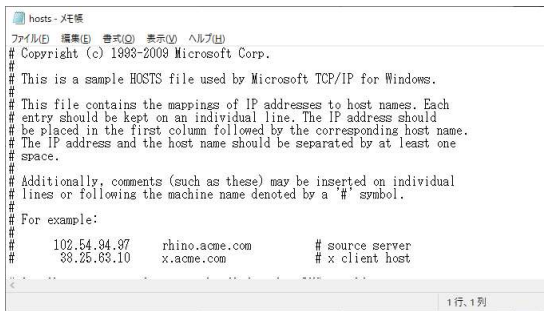 hosts - メモ帳
ファイル(F) 編集(E) 書式(O) 表示(V) ヘルプ(H)
# Copyright (c) 1993-2009 Microsoft Corp.
#
# This is a sample HOSTS file used by Microsoft TCP/IP for Windows.
#
# This file contains the mappings of IP addresses to host names. Each
# entry should be kept on an individual line. The IP address should
# be placed in the first column followed by the corresponding host name.
# The IP address and the host name should be separated by at least one
# space.
#
# Additionally, comments (such as these) may be inserted on individual
# lines or following the machine name denoted by a '#' symbol.
#
# For example:
#
# 102.54.94.97 rhino.acme.com # source server
# 38.25.63.10 x.acme.com # x client host
1行、1列